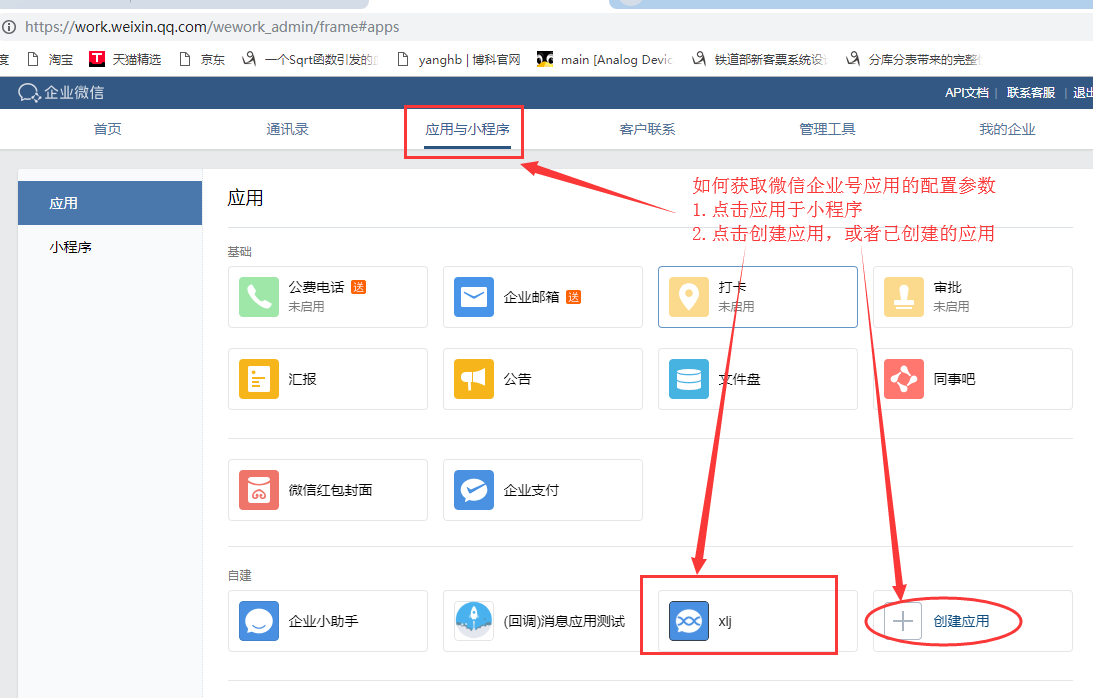 https://work.weixin.qq.com/wework_admin/frame#apps
淘宝 天猫精选 京东 一个Sqrt函数引发的 yanghb | 博科官网 main [Analog Devic 铁道部新客票系统设 分库分表带来的完整
企业微信 API文档 | 联系客服 | 退出
首页 通讯录 应用与小程序 客户联系 管理工具 我的企业
如何获取微信企业号应用的配置参数
1.点击应用于小程序
2.点击创建应用，或者已创建的应用
应用
小程序
应用
基础
公费电话 送
未启用
企业邮箱 送
打卡
未启用
审批
未启用
汇报 公告 文件盘 同事吧
微信红包封面 企业支付
自建
企业小助手 (回调)消息应用测试 xlj 创建应用